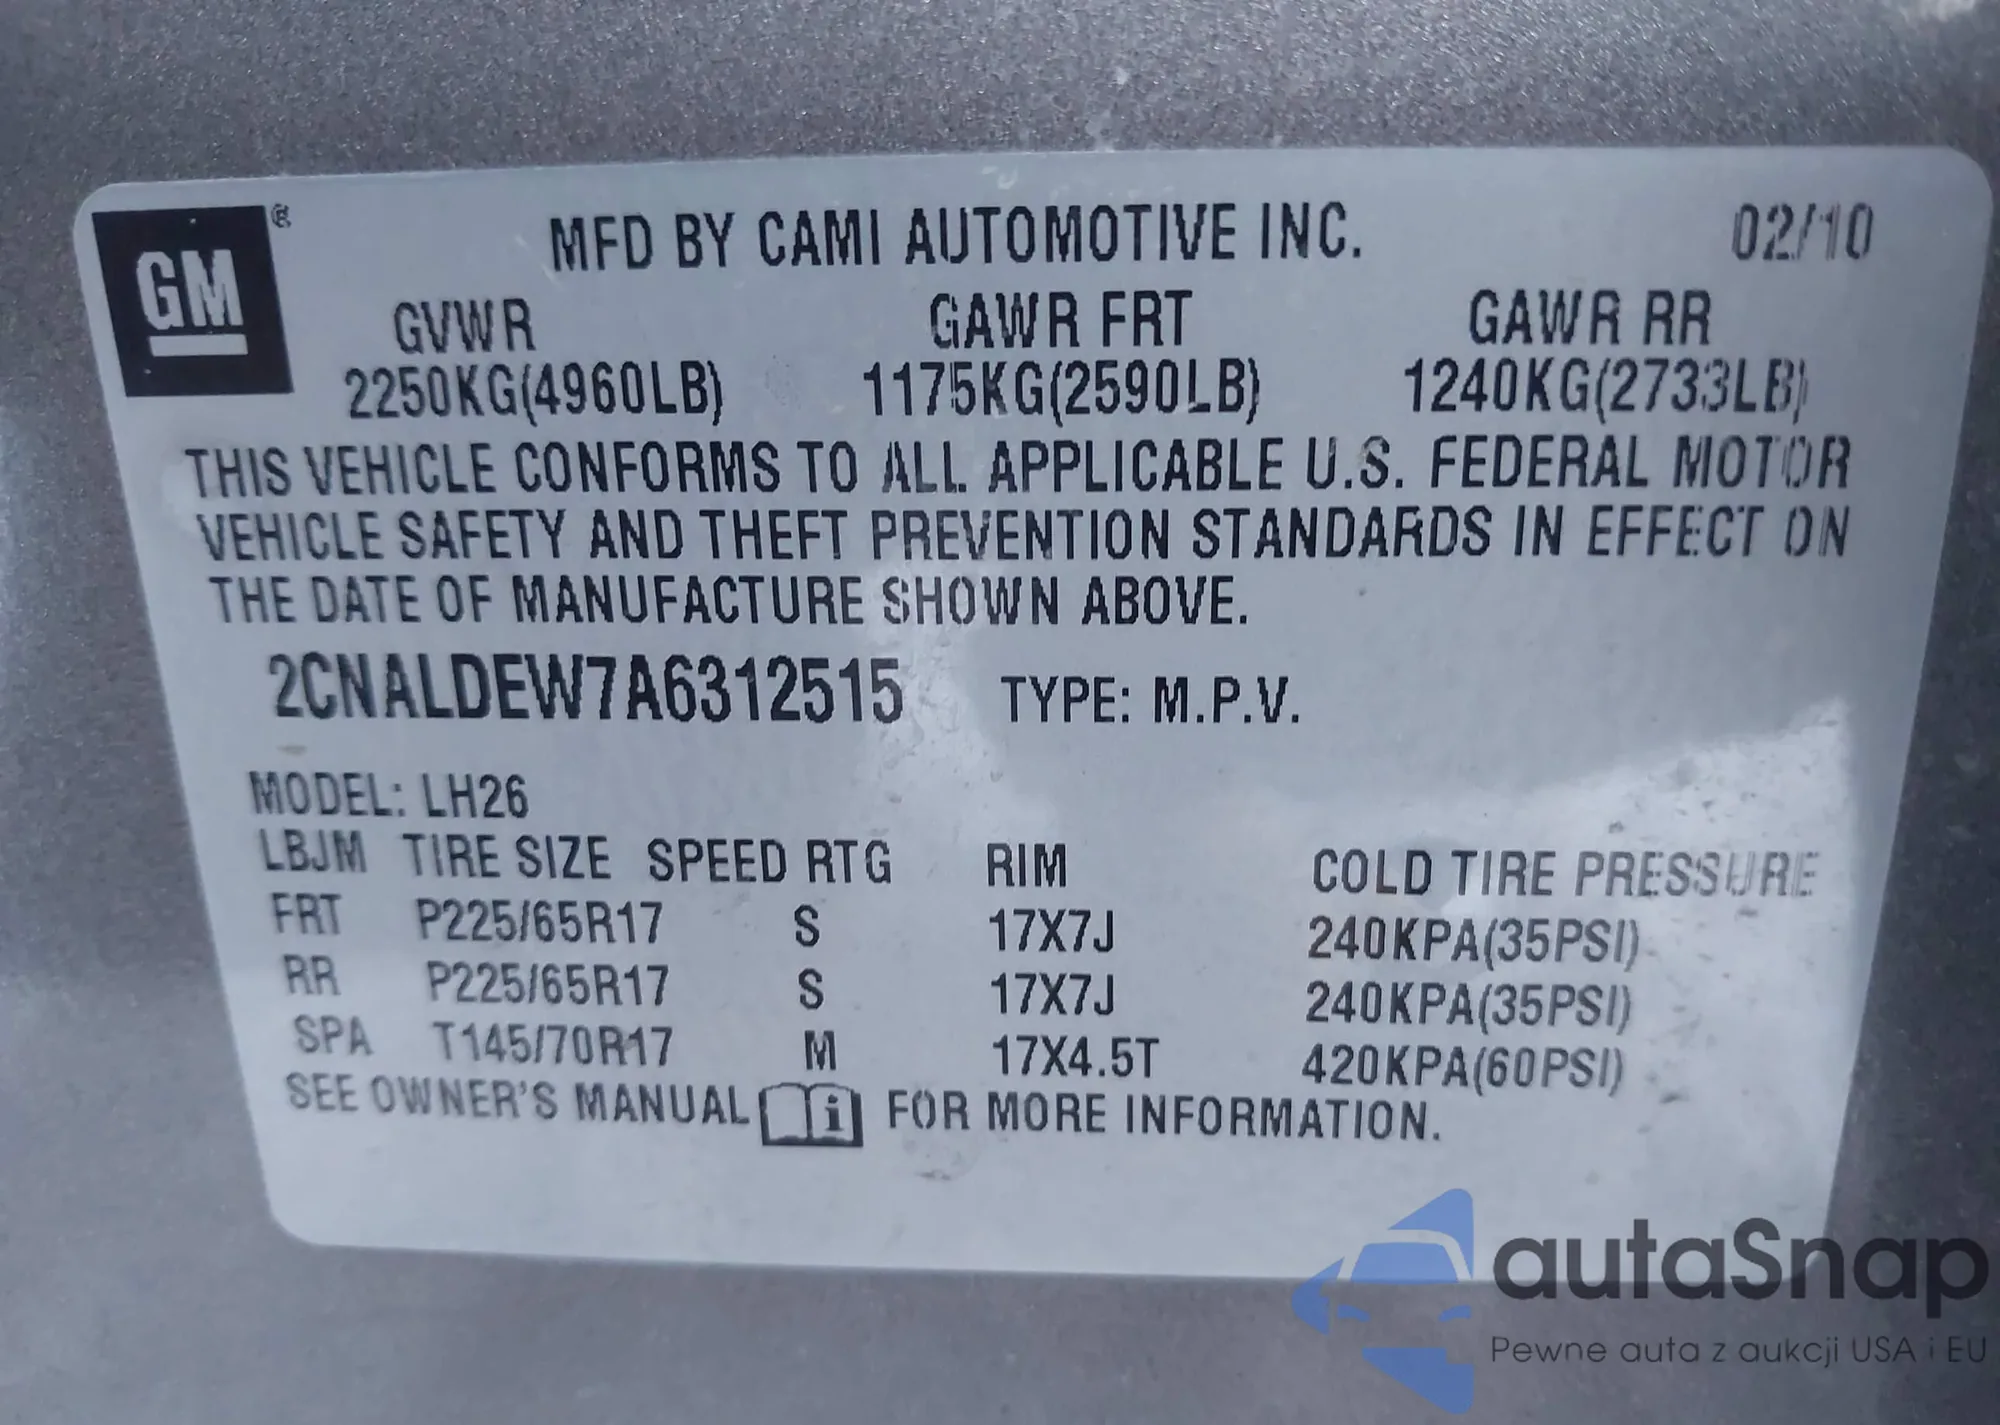 GM ®
MFD BY CAMI AUTOMOTIVE INC. 02/10
GVWR GAWR FRT GAWR RR
2250KG(4960LB) 1175KG(2590LB) 1240KG(2733LB)
THIS VEHICLE CONFORMS TO ALL APPLICABLE U.S. FEDERAL MOTOR
VEHICLE SAFETY AND THEFT PREVENTION STANDARDS IN EFFECT ON
THE DATE OF MANUFACTURE SHOWN ABOVE.
2CNALDEW7A6312515 TYPE: M.P.V.
MODEL: LH26
LBJM TIRE SIZE SPEED RTG RIM COLD TIRE PRESSURE
FRT P225/65R17 S 17X7J 240KPA(35PSI)
RR P225/65R17 S 17X7J 240KPA(35PSI)
SPA T145/70R17 M 17X4.5T 420KPA(60PSI)
SEE OWNER'S MANUAL i FOR MORE INFORMATION.
autaSnap
Pewne auta z aukcji USA i EU